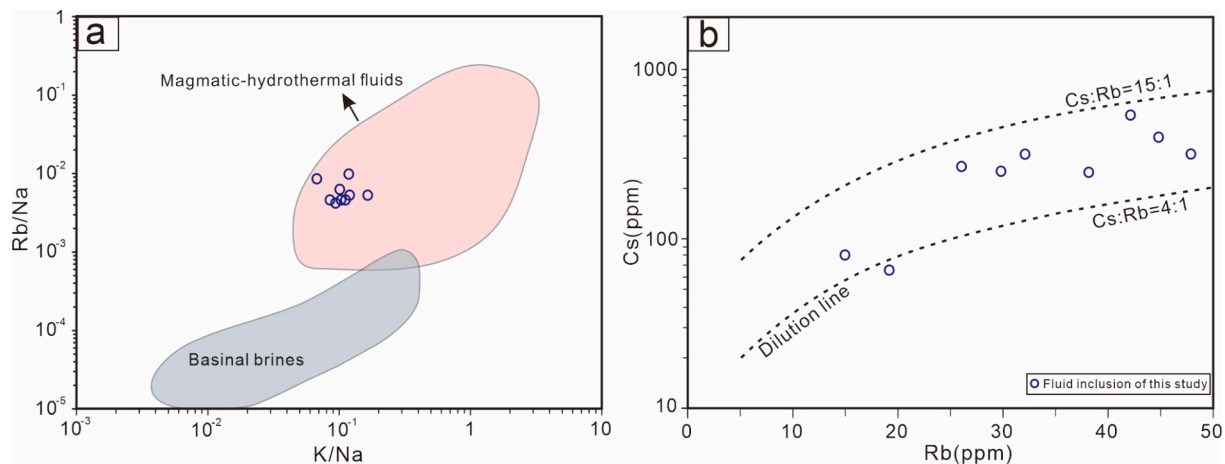 a
1
10-1
10-2
10-3
10-4
10-5
Rb/Na
Magmatic-hydrothermal fluids
Basinal brines
10-3
10-2
10-1
1
10
K/Na
b
1000
100
10
Cs(ppm)
Cs:Rb=15:1
Cs:Rb=4:1
Dilution line
Fluid inclusion of this study
0
10
20
30
40
50
Rb(ppm)